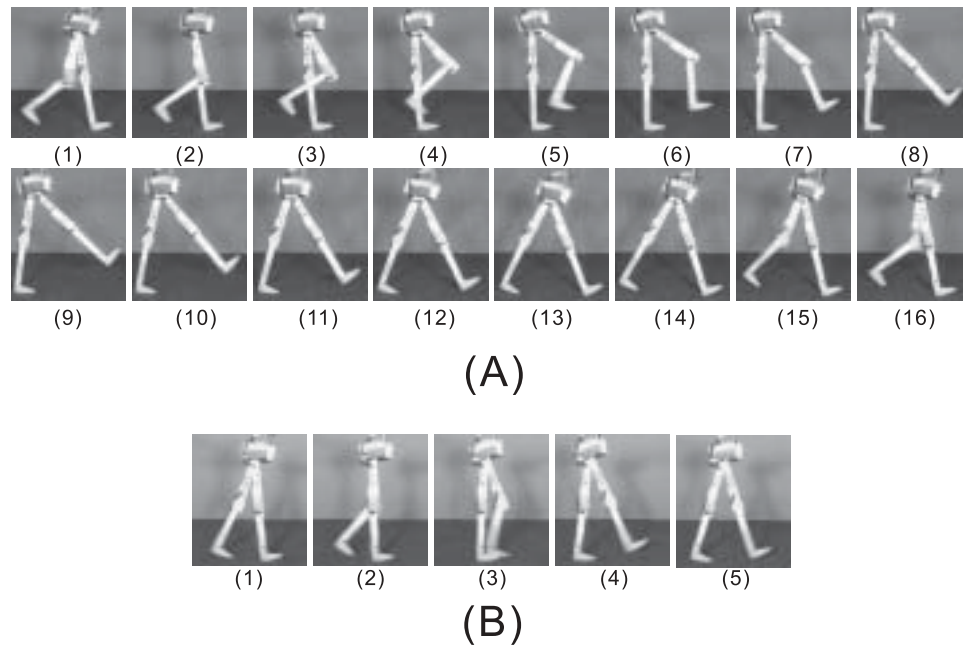 (1) (2) (3) (4) (5) (6) (7) (8)
(9) (10) (11) (12) (13) (14) (15) (16)
(A)
(1) (2) (3) (4) (5)
(B)